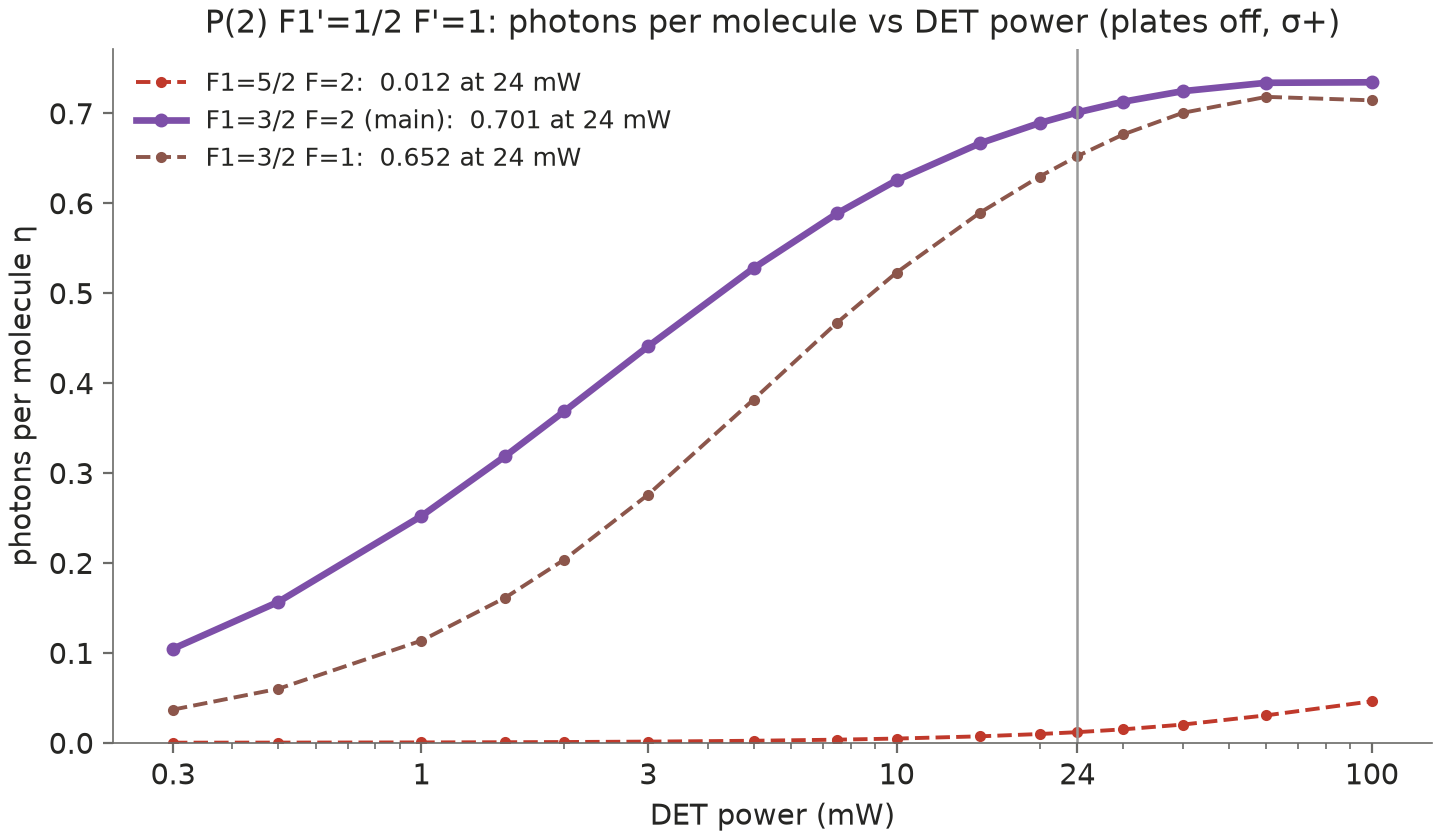 P(2) F1'=1/2 F'=1: photons per molecule vs DET power (plates off, σ+)
F1=5/2 F=2:  0.012 at 24 mW
F1=3/2 F=2 (main):  0.701 at 24 mW
F1=3/2 F=1:  0.652 at 24 mW
photons per molecule η
0.7
0.6
0.5
0.4
0.3
0.2
0.1
0.0
0.3 1 3 10 24 100
DET power (mW)